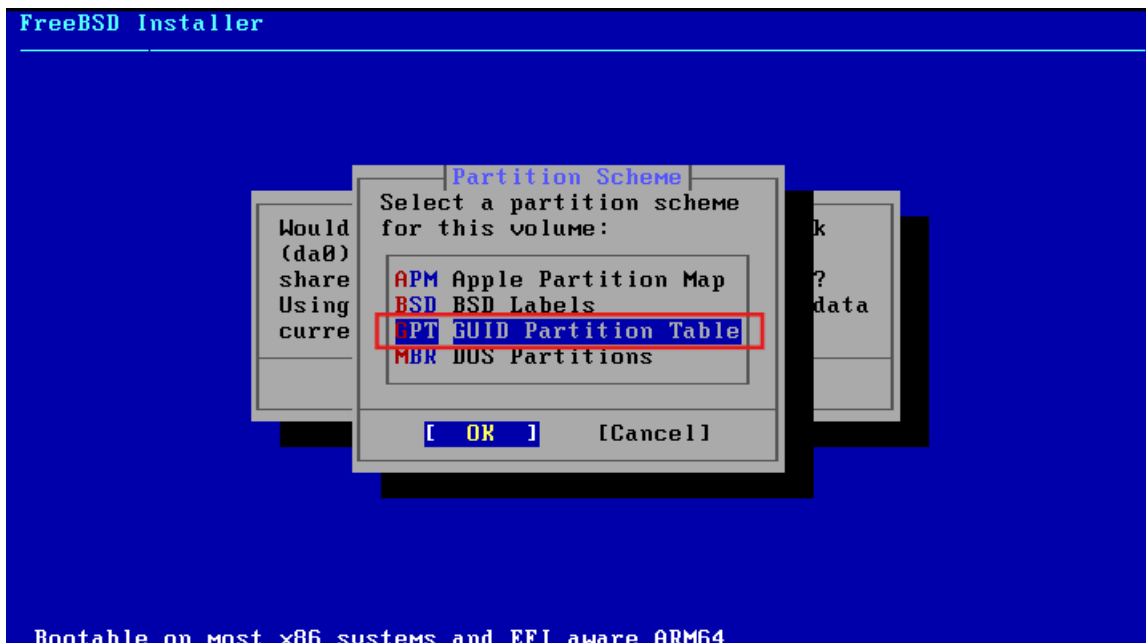 FreeBSD Installer
Partition Scheme
Select a partition scheme
for this volume:
Would
(da0)
share
Using
curre
k
?
data
APM Apple Partition Map
BSD BSD Labels
GPT GUID Partition Table
MBR DOS Partitions
[ OK ] [Cancel]
Bootable on most x86 systems and EFI aware ARM64